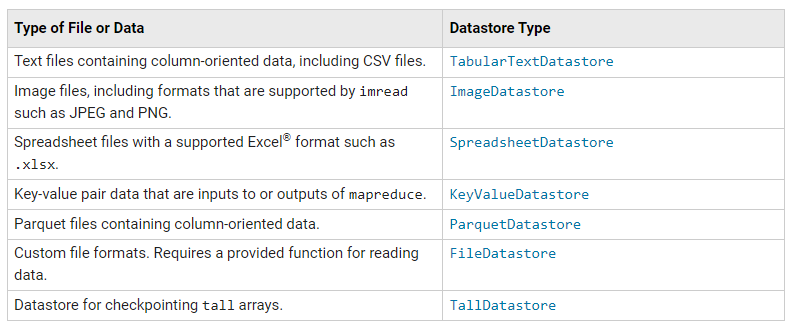 Type of File or Data Datastore Type
Text files containing column-oriented data, including CSV files. TabularTextDatastore
Image files, including formats that are supported by imread ImageDatastore
such as JPEG and PNG.
Spreadsheet files with a supported Excel® format such as SpreadsheetDatastore
.xlsx.
Key-value pair data that are inputs to or outputs of mapreduce. KeyValueDatastore
Parquet files containing column-oriented data. ParquetDatastore
Custom file formats. Requires a provided function for reading FileDatastore
data.
Datastore for checkpointing tall arrays. TallDatastore